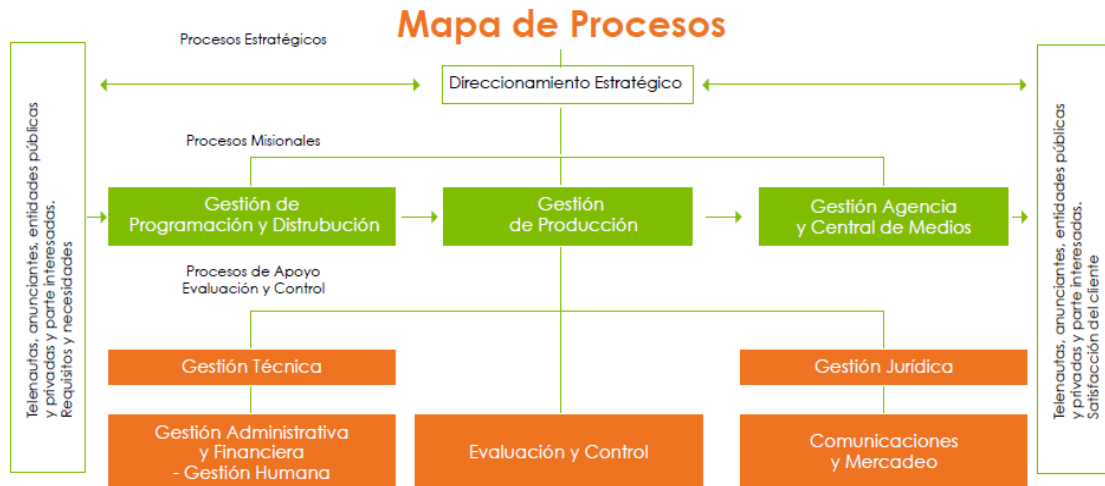 Mapa de Procesos
Procesos Estratégicos
Direccionamiento Estratégico
Procesos Misionales
Gestión de
Programación y Distrubución
Gestión
de Producción
Gestión Agencia
y Central de Medios
Procesos de Apoyo
Evaluación y Control
Gestión Técnica
Gestión Jurídica
Gestión Administrativa
y Financiera
- Gestión Humana
Evaluación y Control
Comunicaciones
y Mercadeo
Telenautas, anunciantes, entidades públicas
y privadas y parte interesadas.
Requisitos y necesidades
Telenautas, anunciantes, entidades públicas
y privadas y parte interesadas.
Satisfacción del cliente